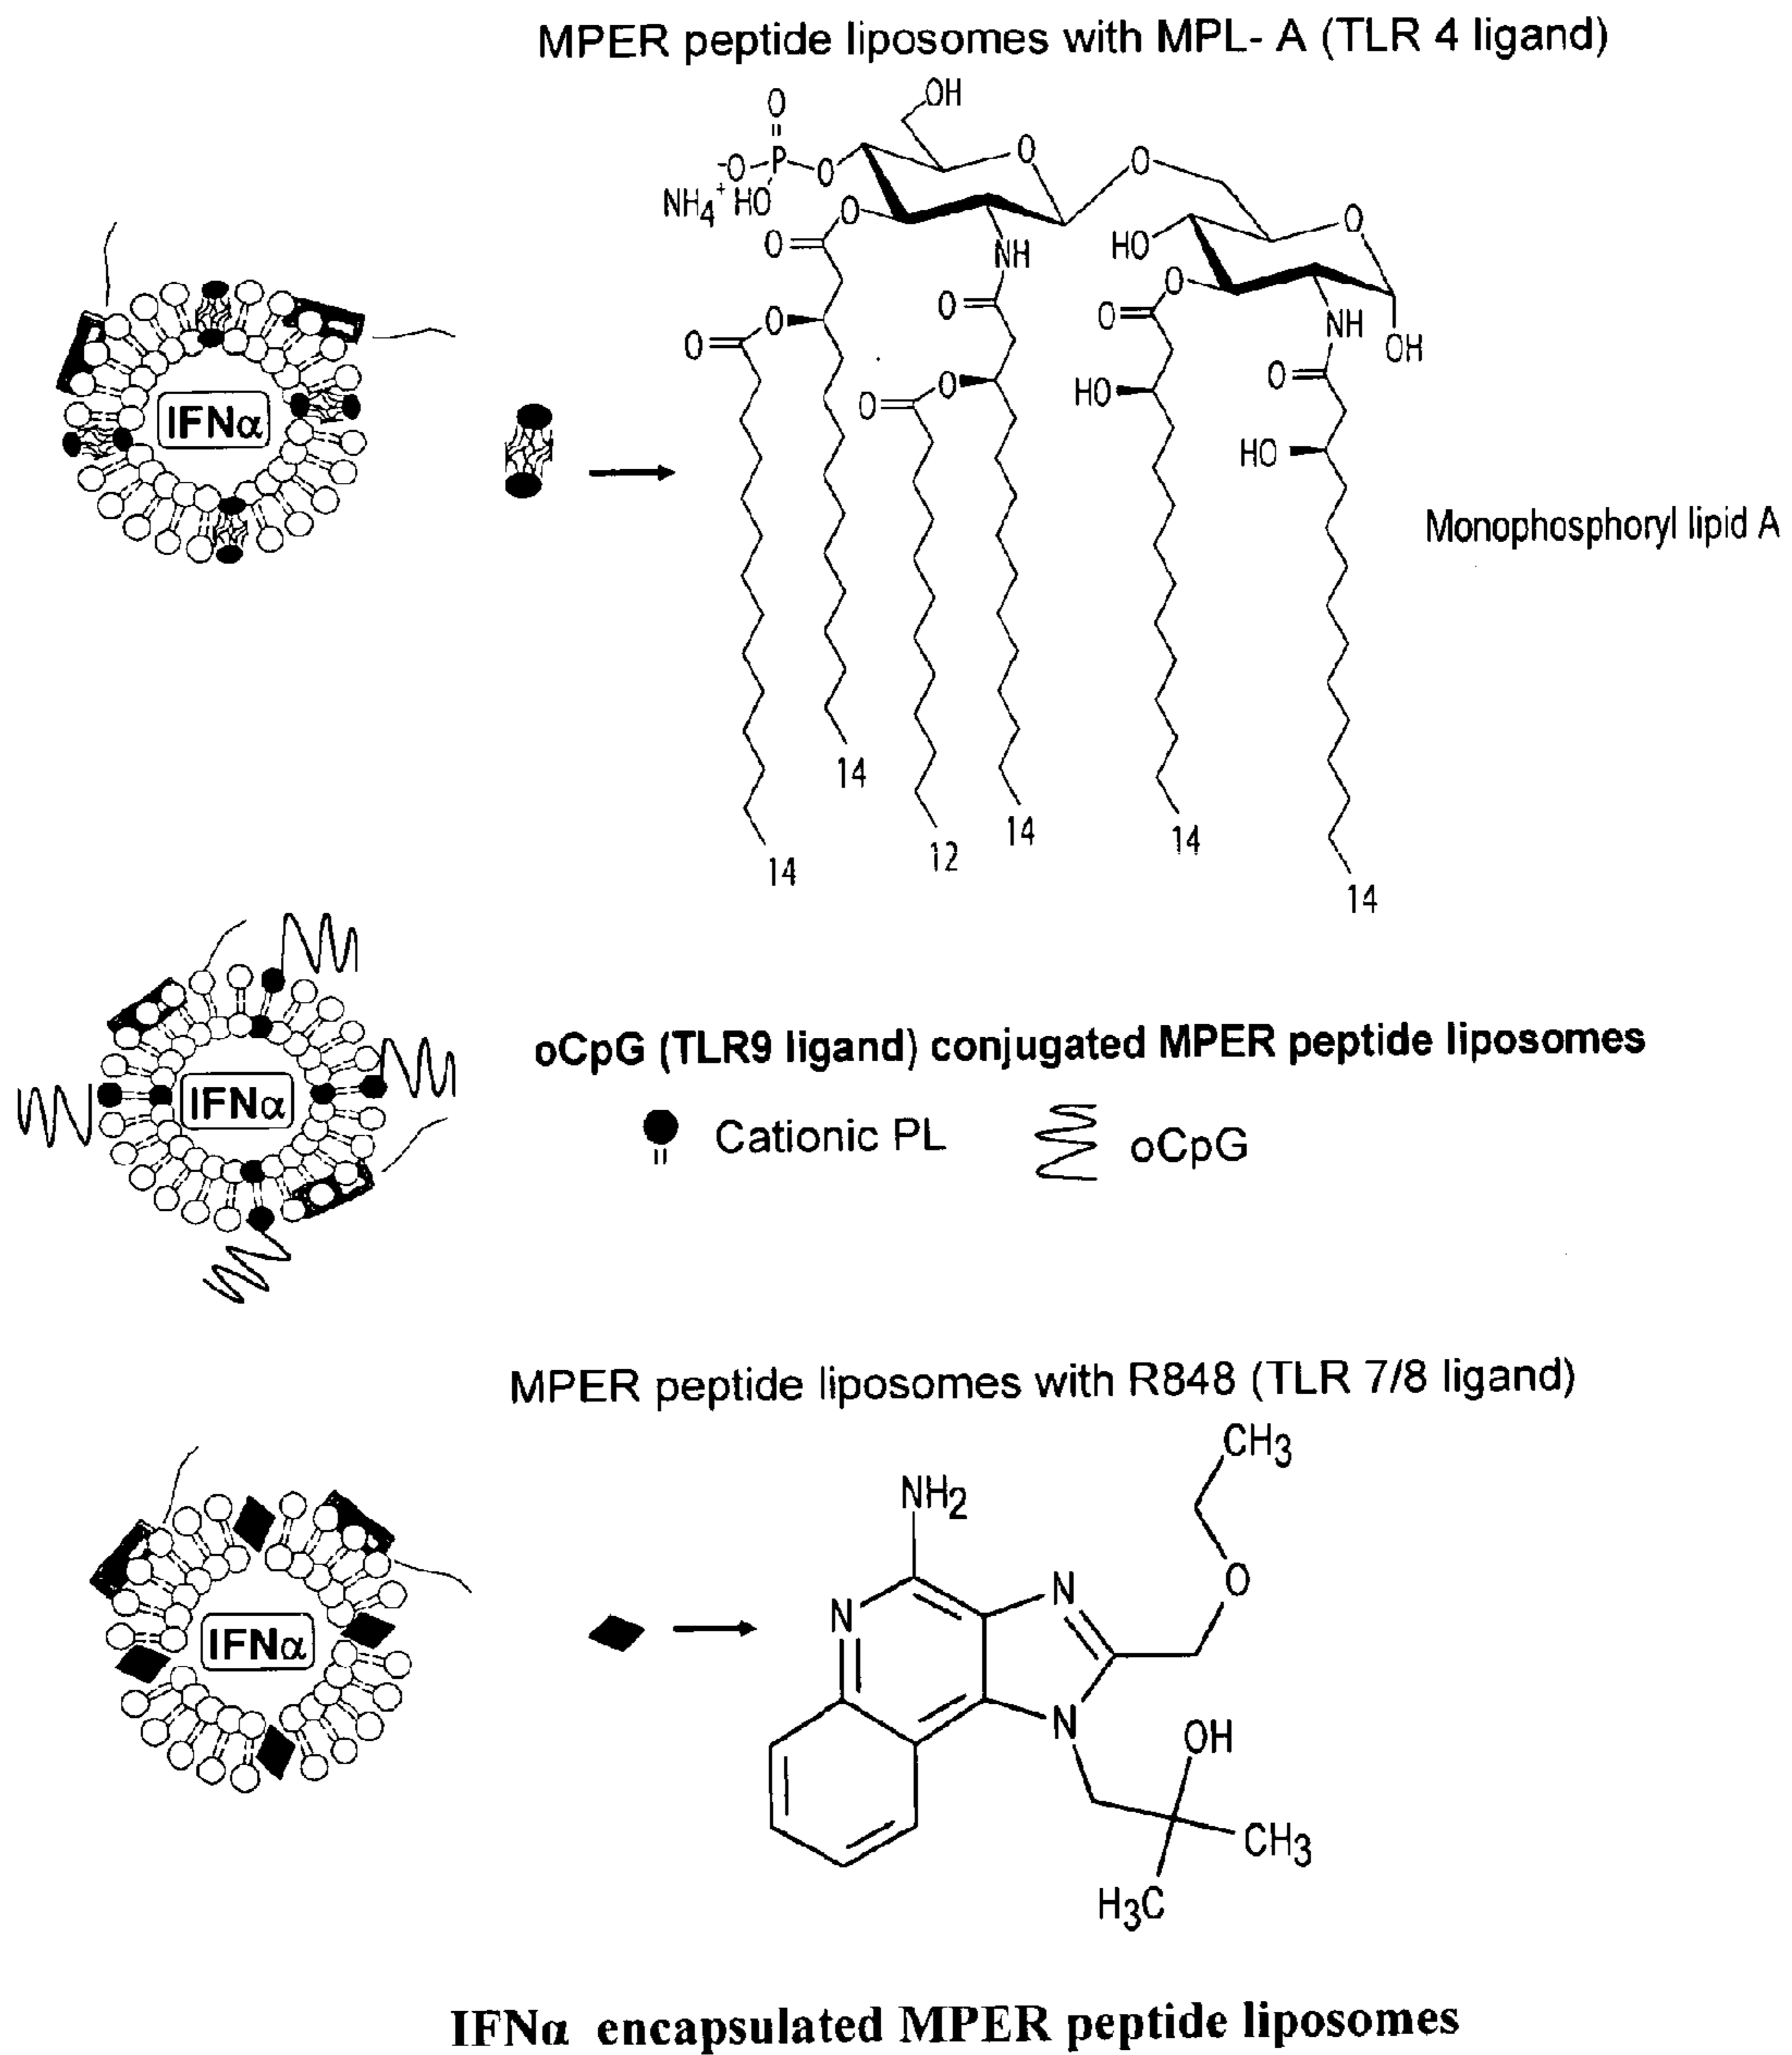 MPER peptide liposomes with MPL- A (TLR 4 ligand)
OH
O
O
O
-O
P
O
O
NH4+ HO
O
O
O
HO
NH
O
O
O
O
NH
O
O
O
OH
O
O
HO
HO
IFNα
Monophosphoryl lipid A
14
14
14
12
14
14
oCpG (TLR9 ligand) conjugated MPER peptide liposomes
IFNα
Cationic PL
oCpG
MPER peptide liposomes with R848 (TLR 7/8 ligand)
CH3
NH2
N
O
N
IFNα
N
OH
CH3
H3C
IFNα encapsulated MPER peptide liposomes